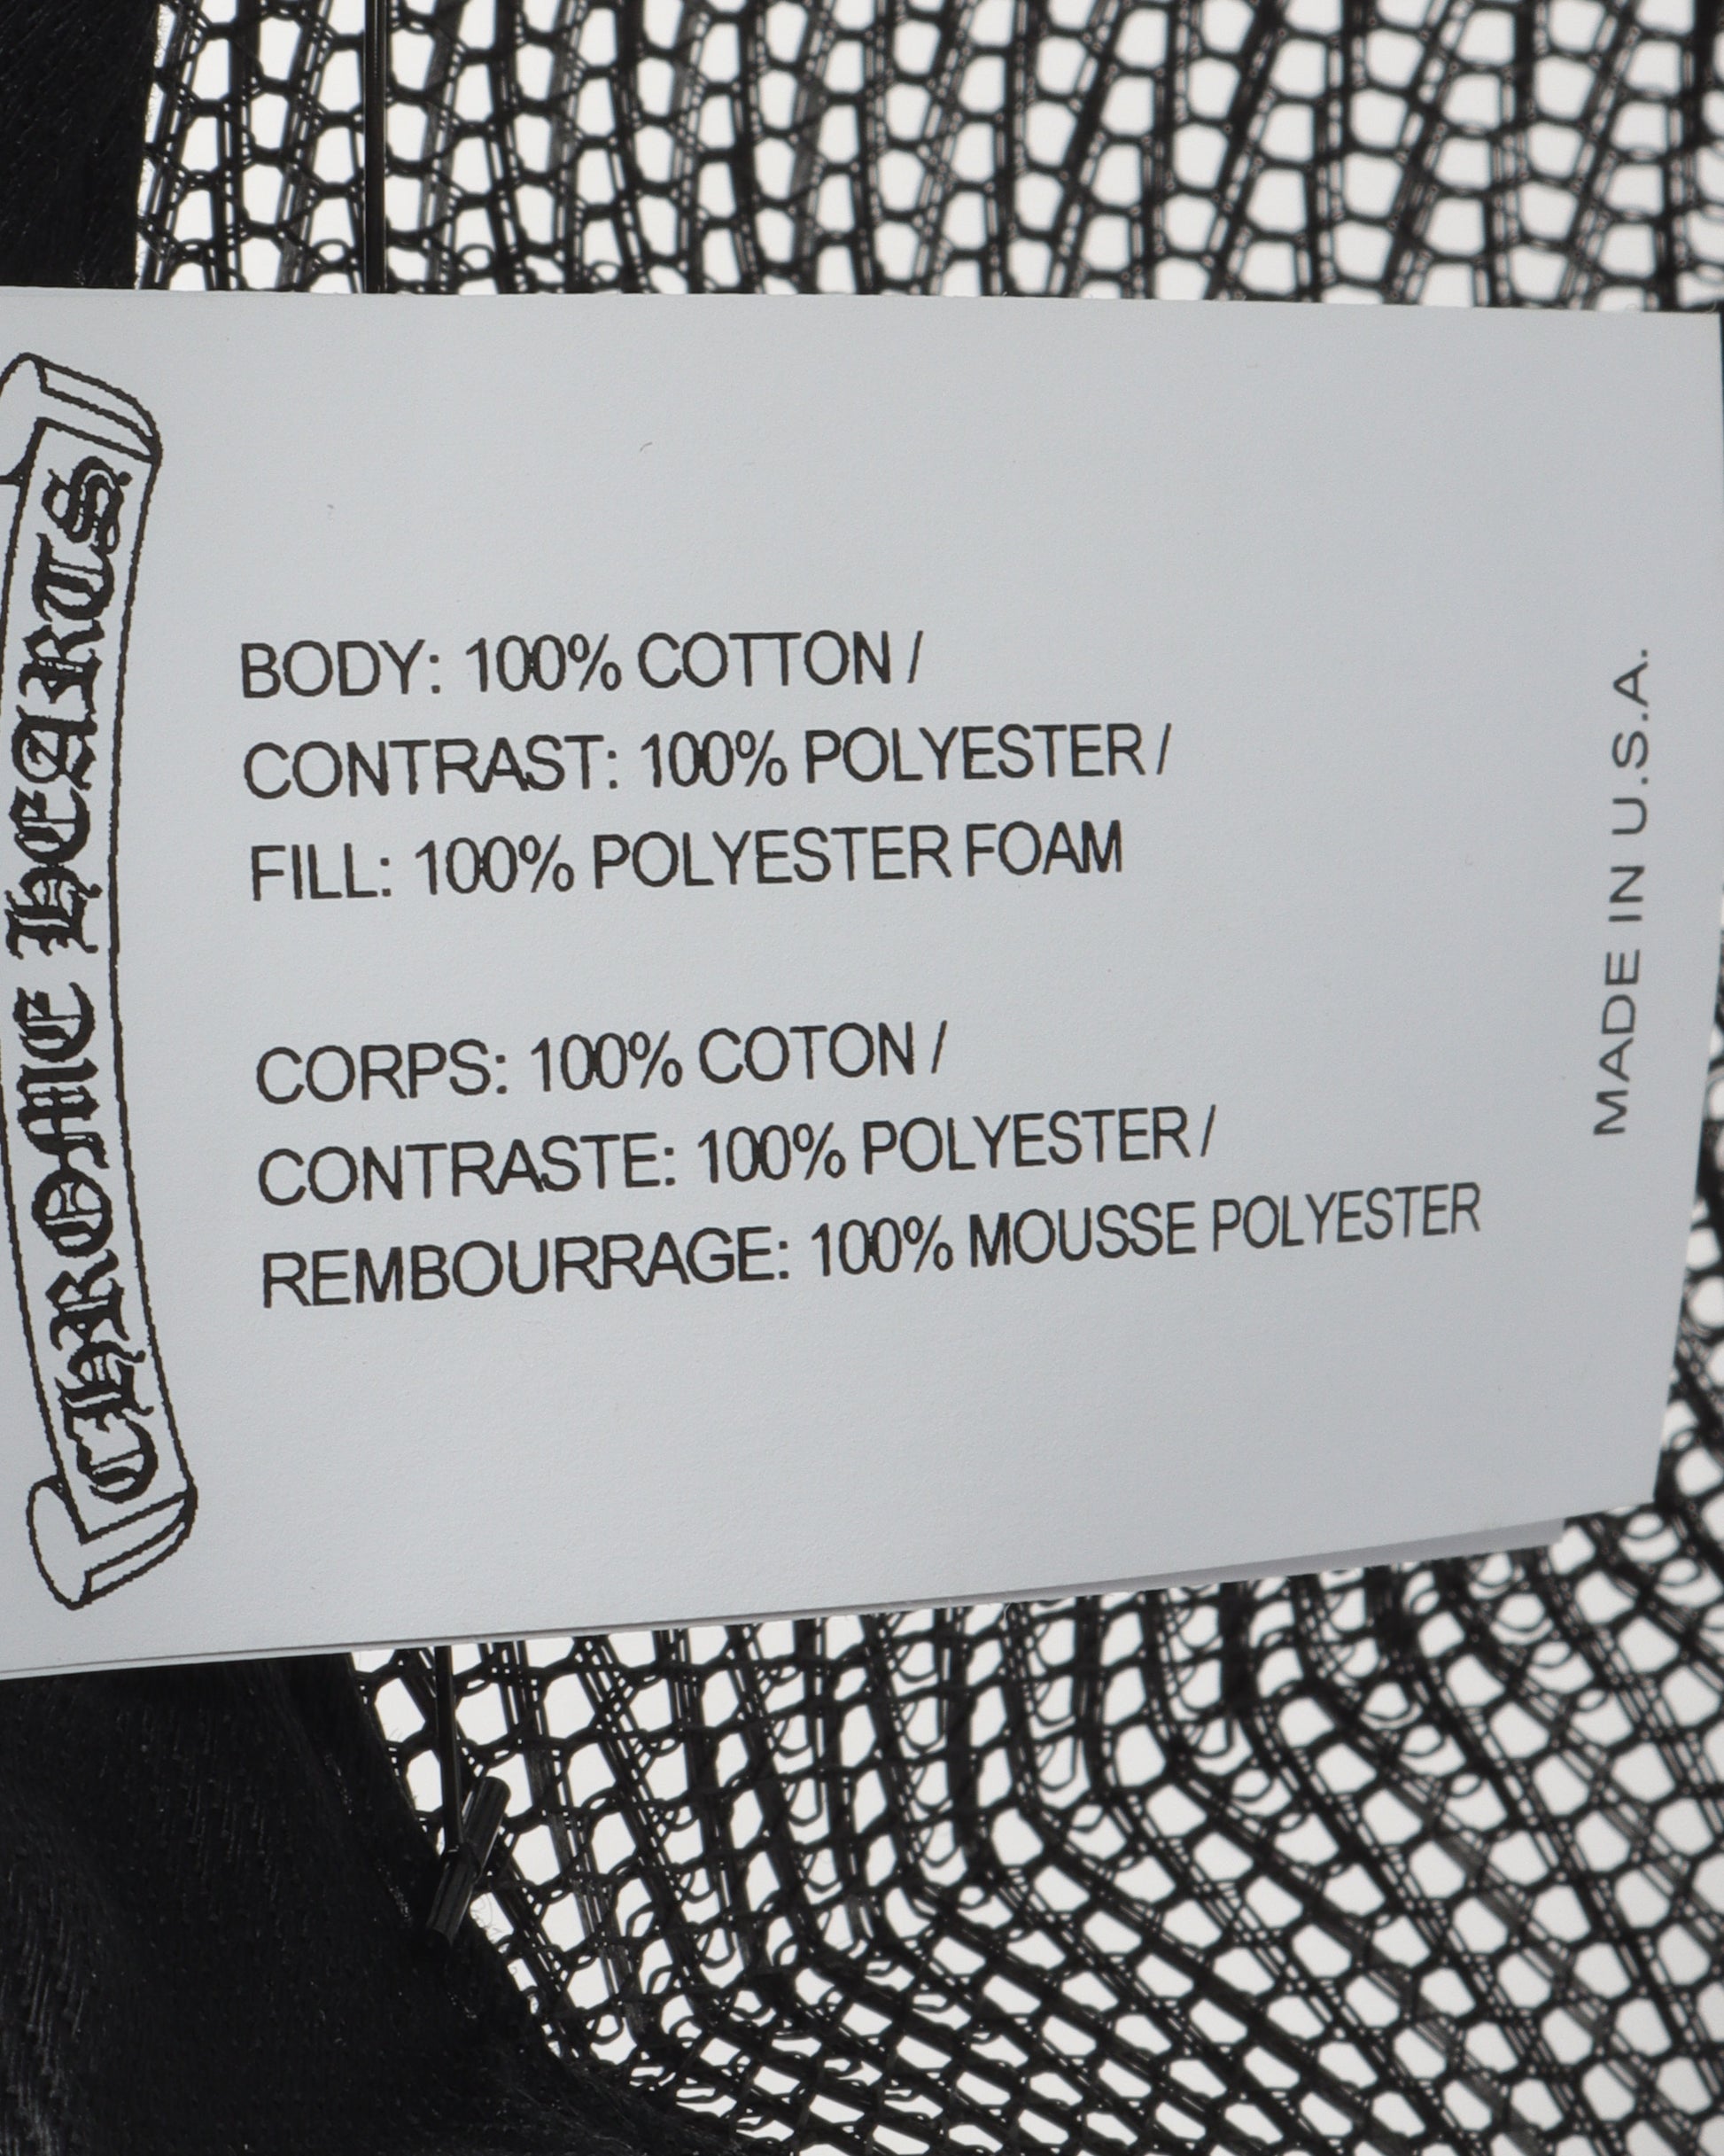 CHROME HEARTS
BODY: 100% COTTON /
CONTRAST: 100% POLYESTER /
FILL: 100% POLYESTER FOAM
CORPS: 100% COTON /
CONTRASTE: 100% POLYESTER /
REMBOURRAGE: 100% MOUSSE POLYESTER
MADE IN U.S.A.